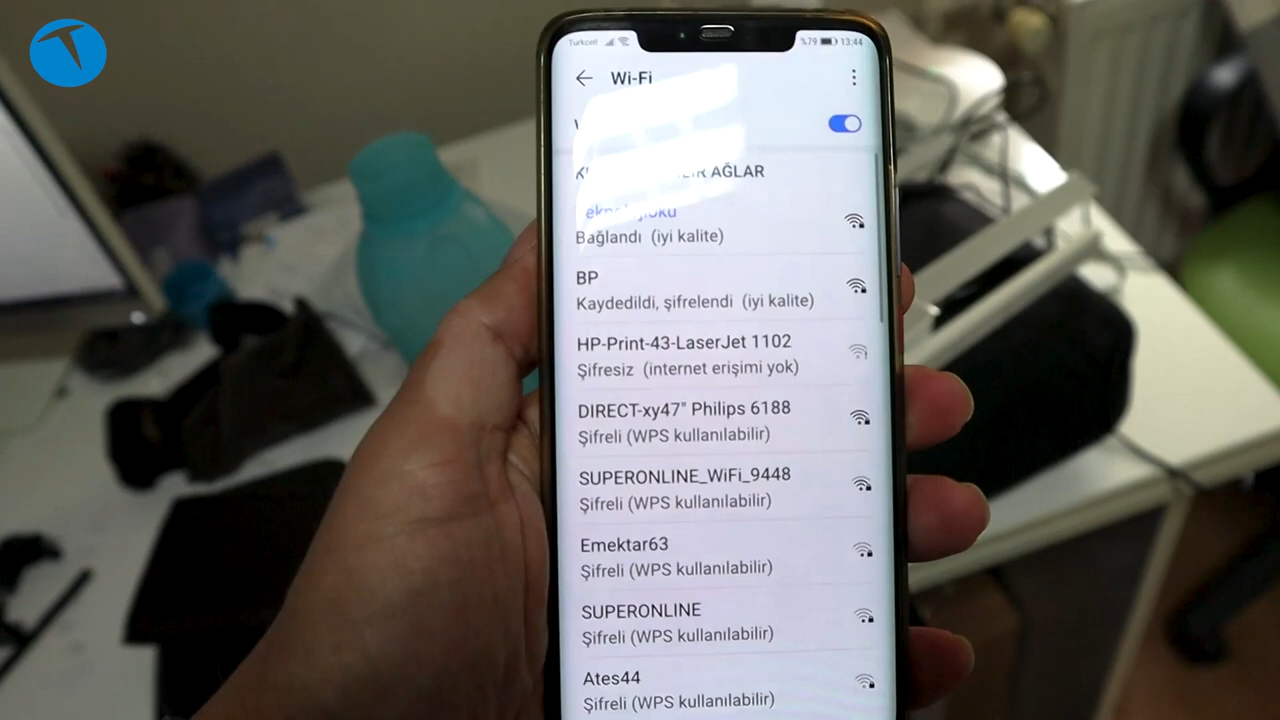 Turkcell %79 13:44
Wi-Fi
AĞLAR
Bağlandı (iyi kalite)
BP
Kaydedildi, şifrelendi (iyi kalite)
HP-Print-43-LaserJet 1102
Şifresiz (internet erişimi yok)
DIRECT-xy47" Philips 6188
Şifreli (WPS kullanılabilir)
SUPERONLINE_WiFi_9448
Şifreli (WPS kullanılabilir)
Emektar63
Şifreli (WPS kullanılabilir)
SUPERONLINE
Şifreli (WPS kullanılabilir)
Ates44
Şifreli (WPS kullanılabilir)